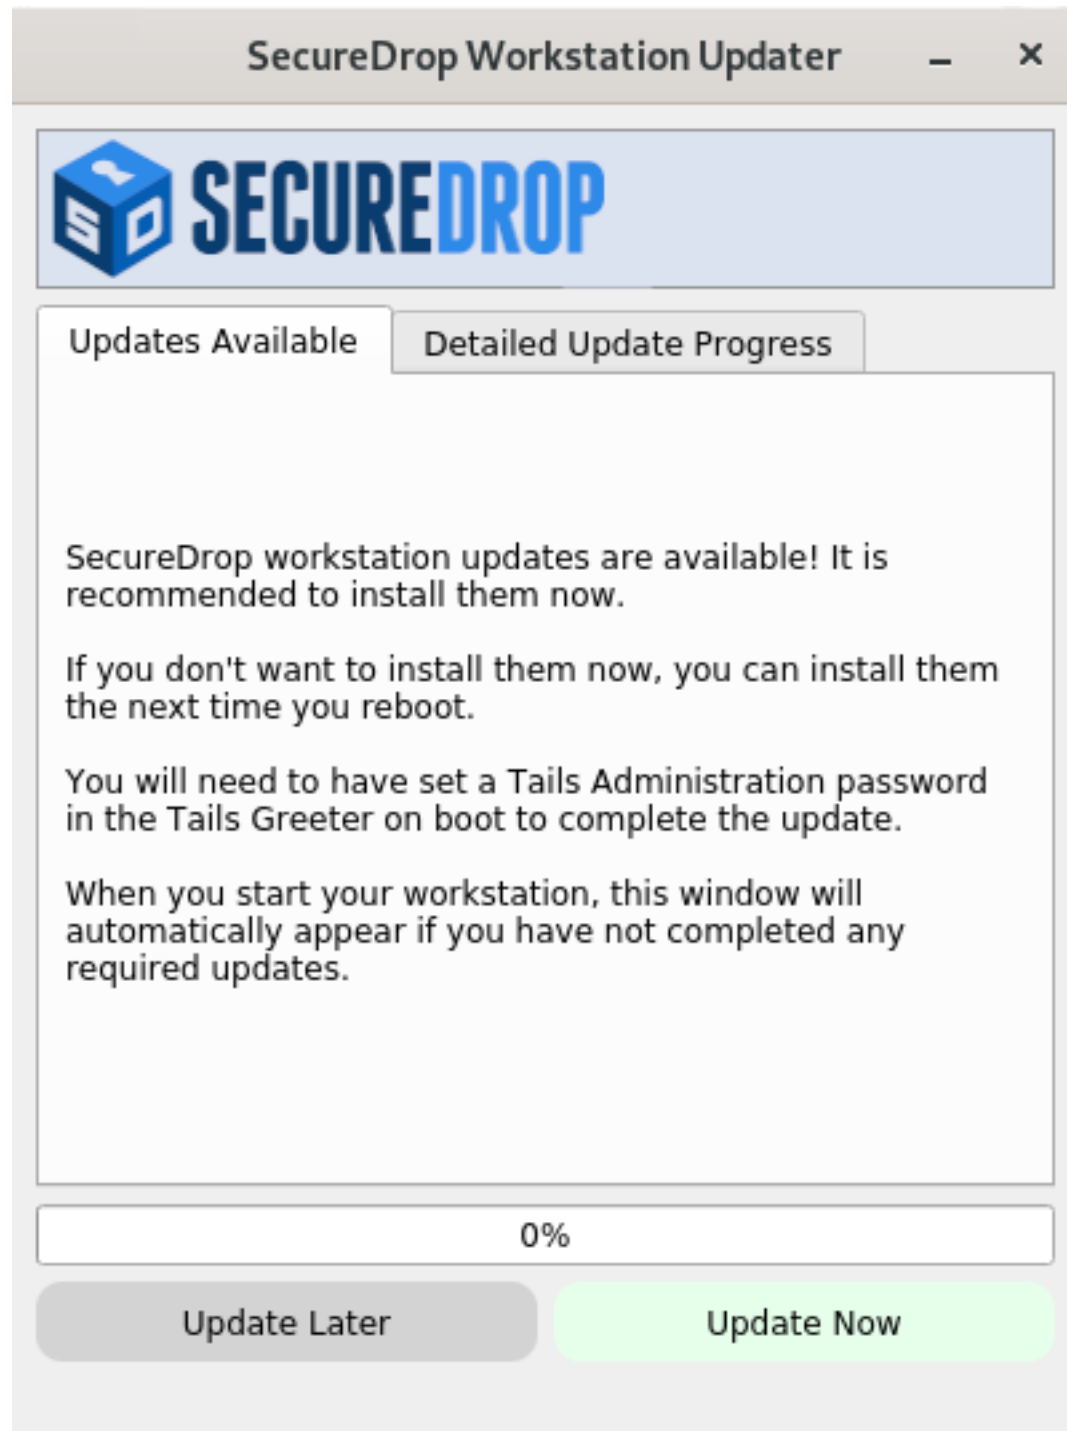 SecureDrop Workstation Updater
SD SECUREDROP
Updates Available
Detailed Update Progress
SecureDrop workstation updates are available! It is
recommended to install them now.
If you don't want to install them now, you can install them
the next time you reboot.
You will need to have set a Tails Administration password
in the Tails Greeter on boot to complete the update.
When you start your workstation, this window will
automatically appear if you have not completed any
required updates.
0%
Update Later
Update Now